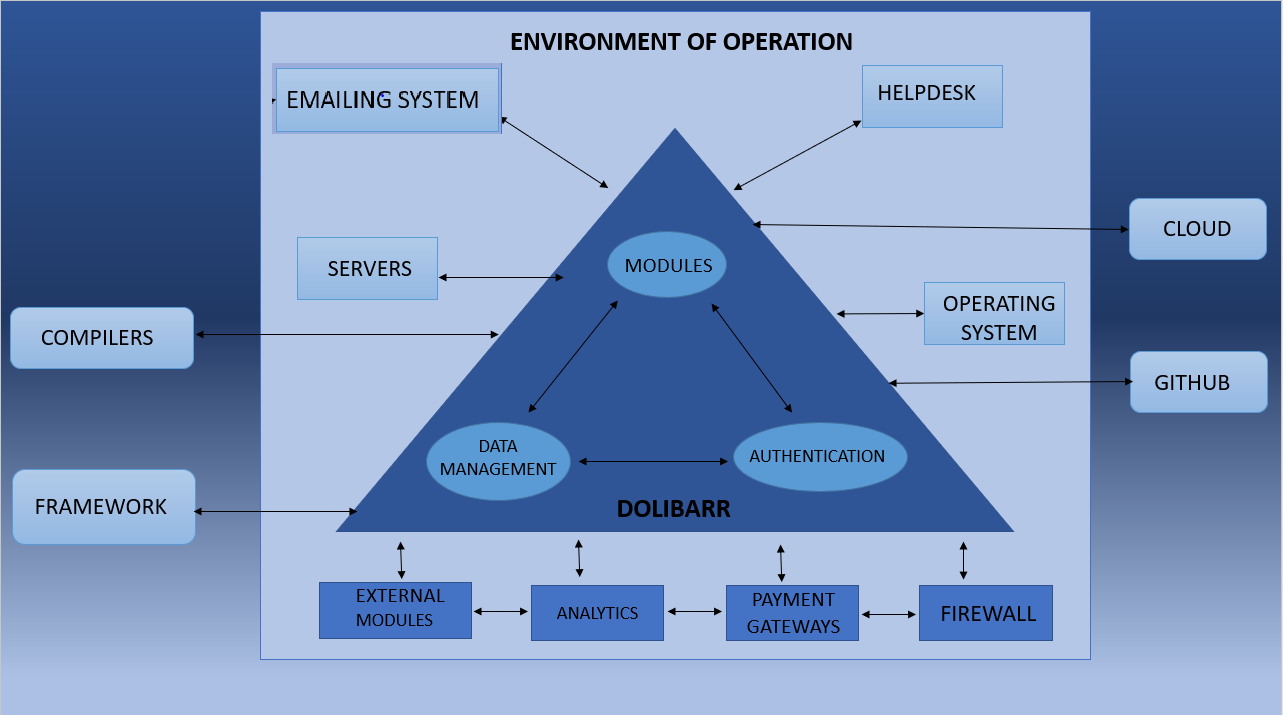 ENVIRONMENT OF OPERATION
EMAILING SYSTEM
HELPDESK
CLOUD
SERVERS
MODULES
OPERATING
SYSTEM
COMPILERS
GITHUB
DATA
MANAGEMENT
AUTHENTICATION
FRAMEWORK
DOLIBARR
EXTERNAL
MODULES
ANALYTICS
PAYMENT
GATEWAYS
FIREWALL